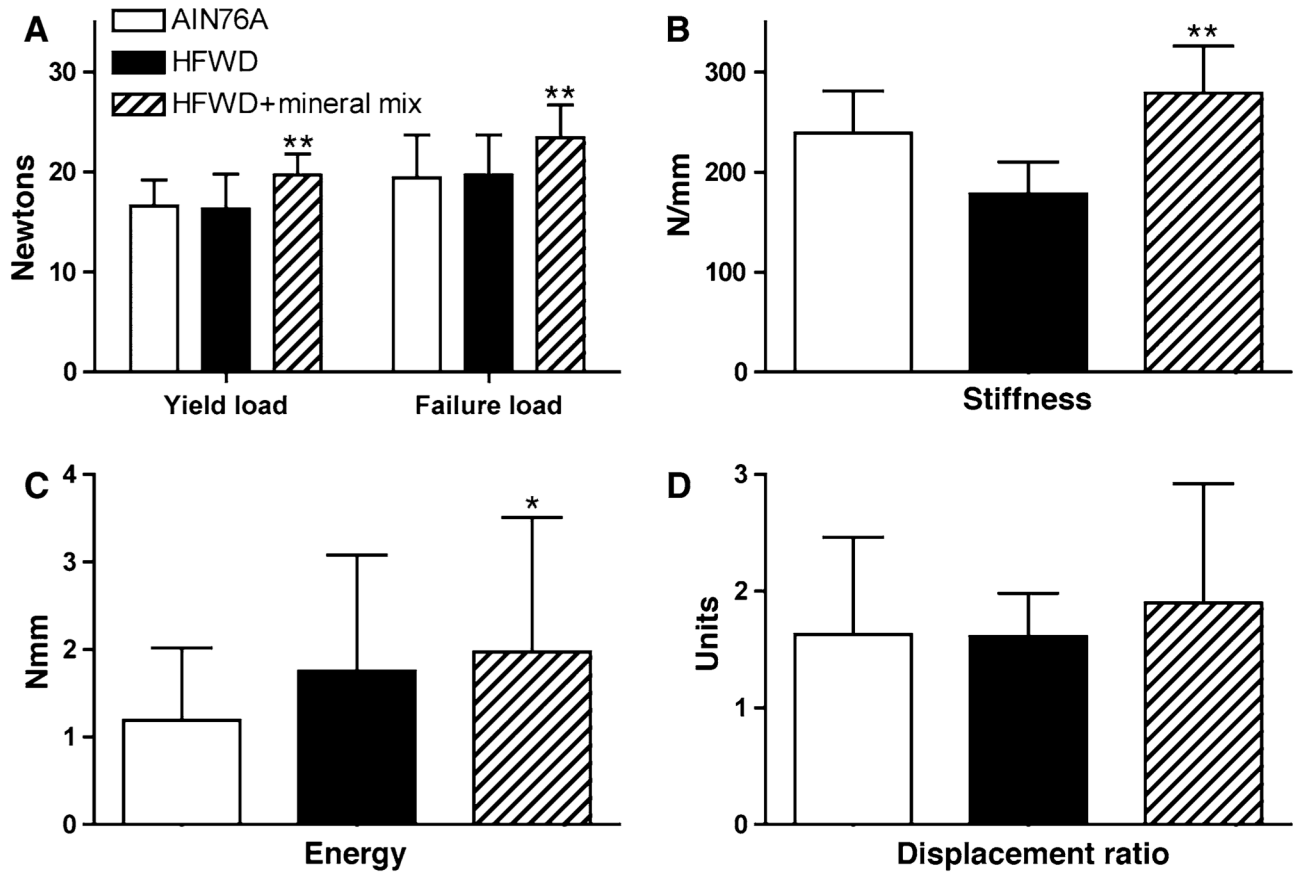 A
AIN76A
HFWD
HFWD+mineral mix
Newtons
30
20
10
0
**
**
Yield load
Failure load
B
N/mm
300
200
100
0
**
Stiffness
C
Nmm
4
3
2
1
0
*
Energy
D
Units
3
2
1
0
Displacement ratio